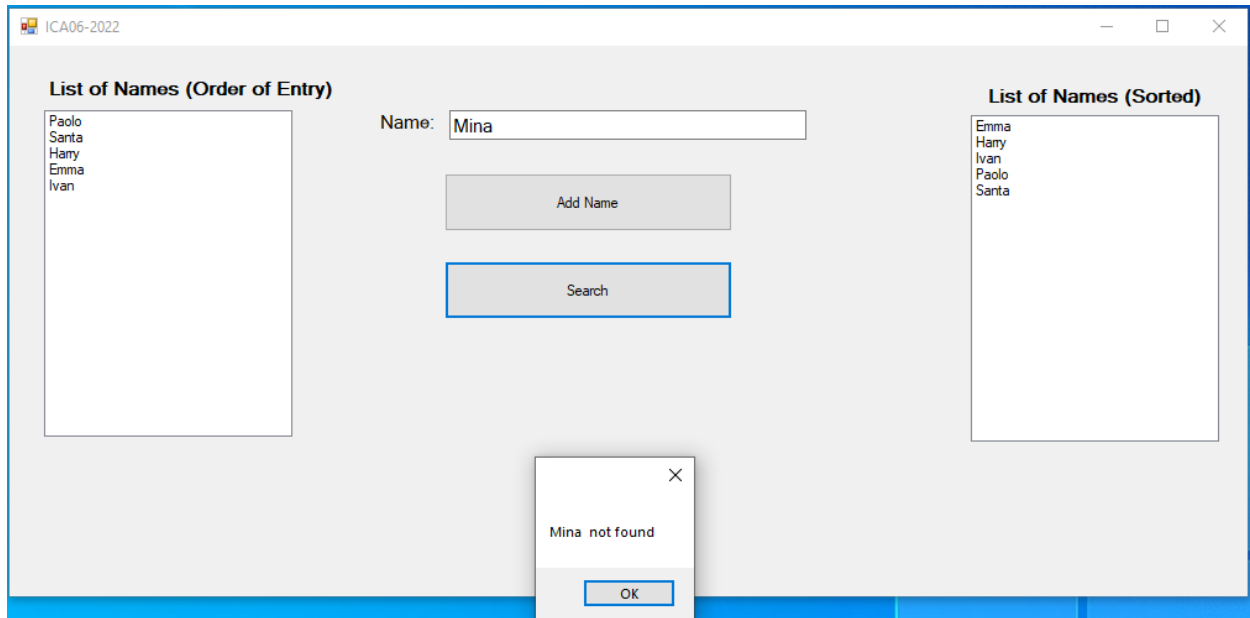 ICA06-2022
List of Names (Order of Entry)
Paolo
Santa
Harry
Emma
Ivan
Name: Mina
Add Name
Search
List of Names (Sorted)
Emma
Harry
Ivan
Paolo
Santa
Mina  not found
OK